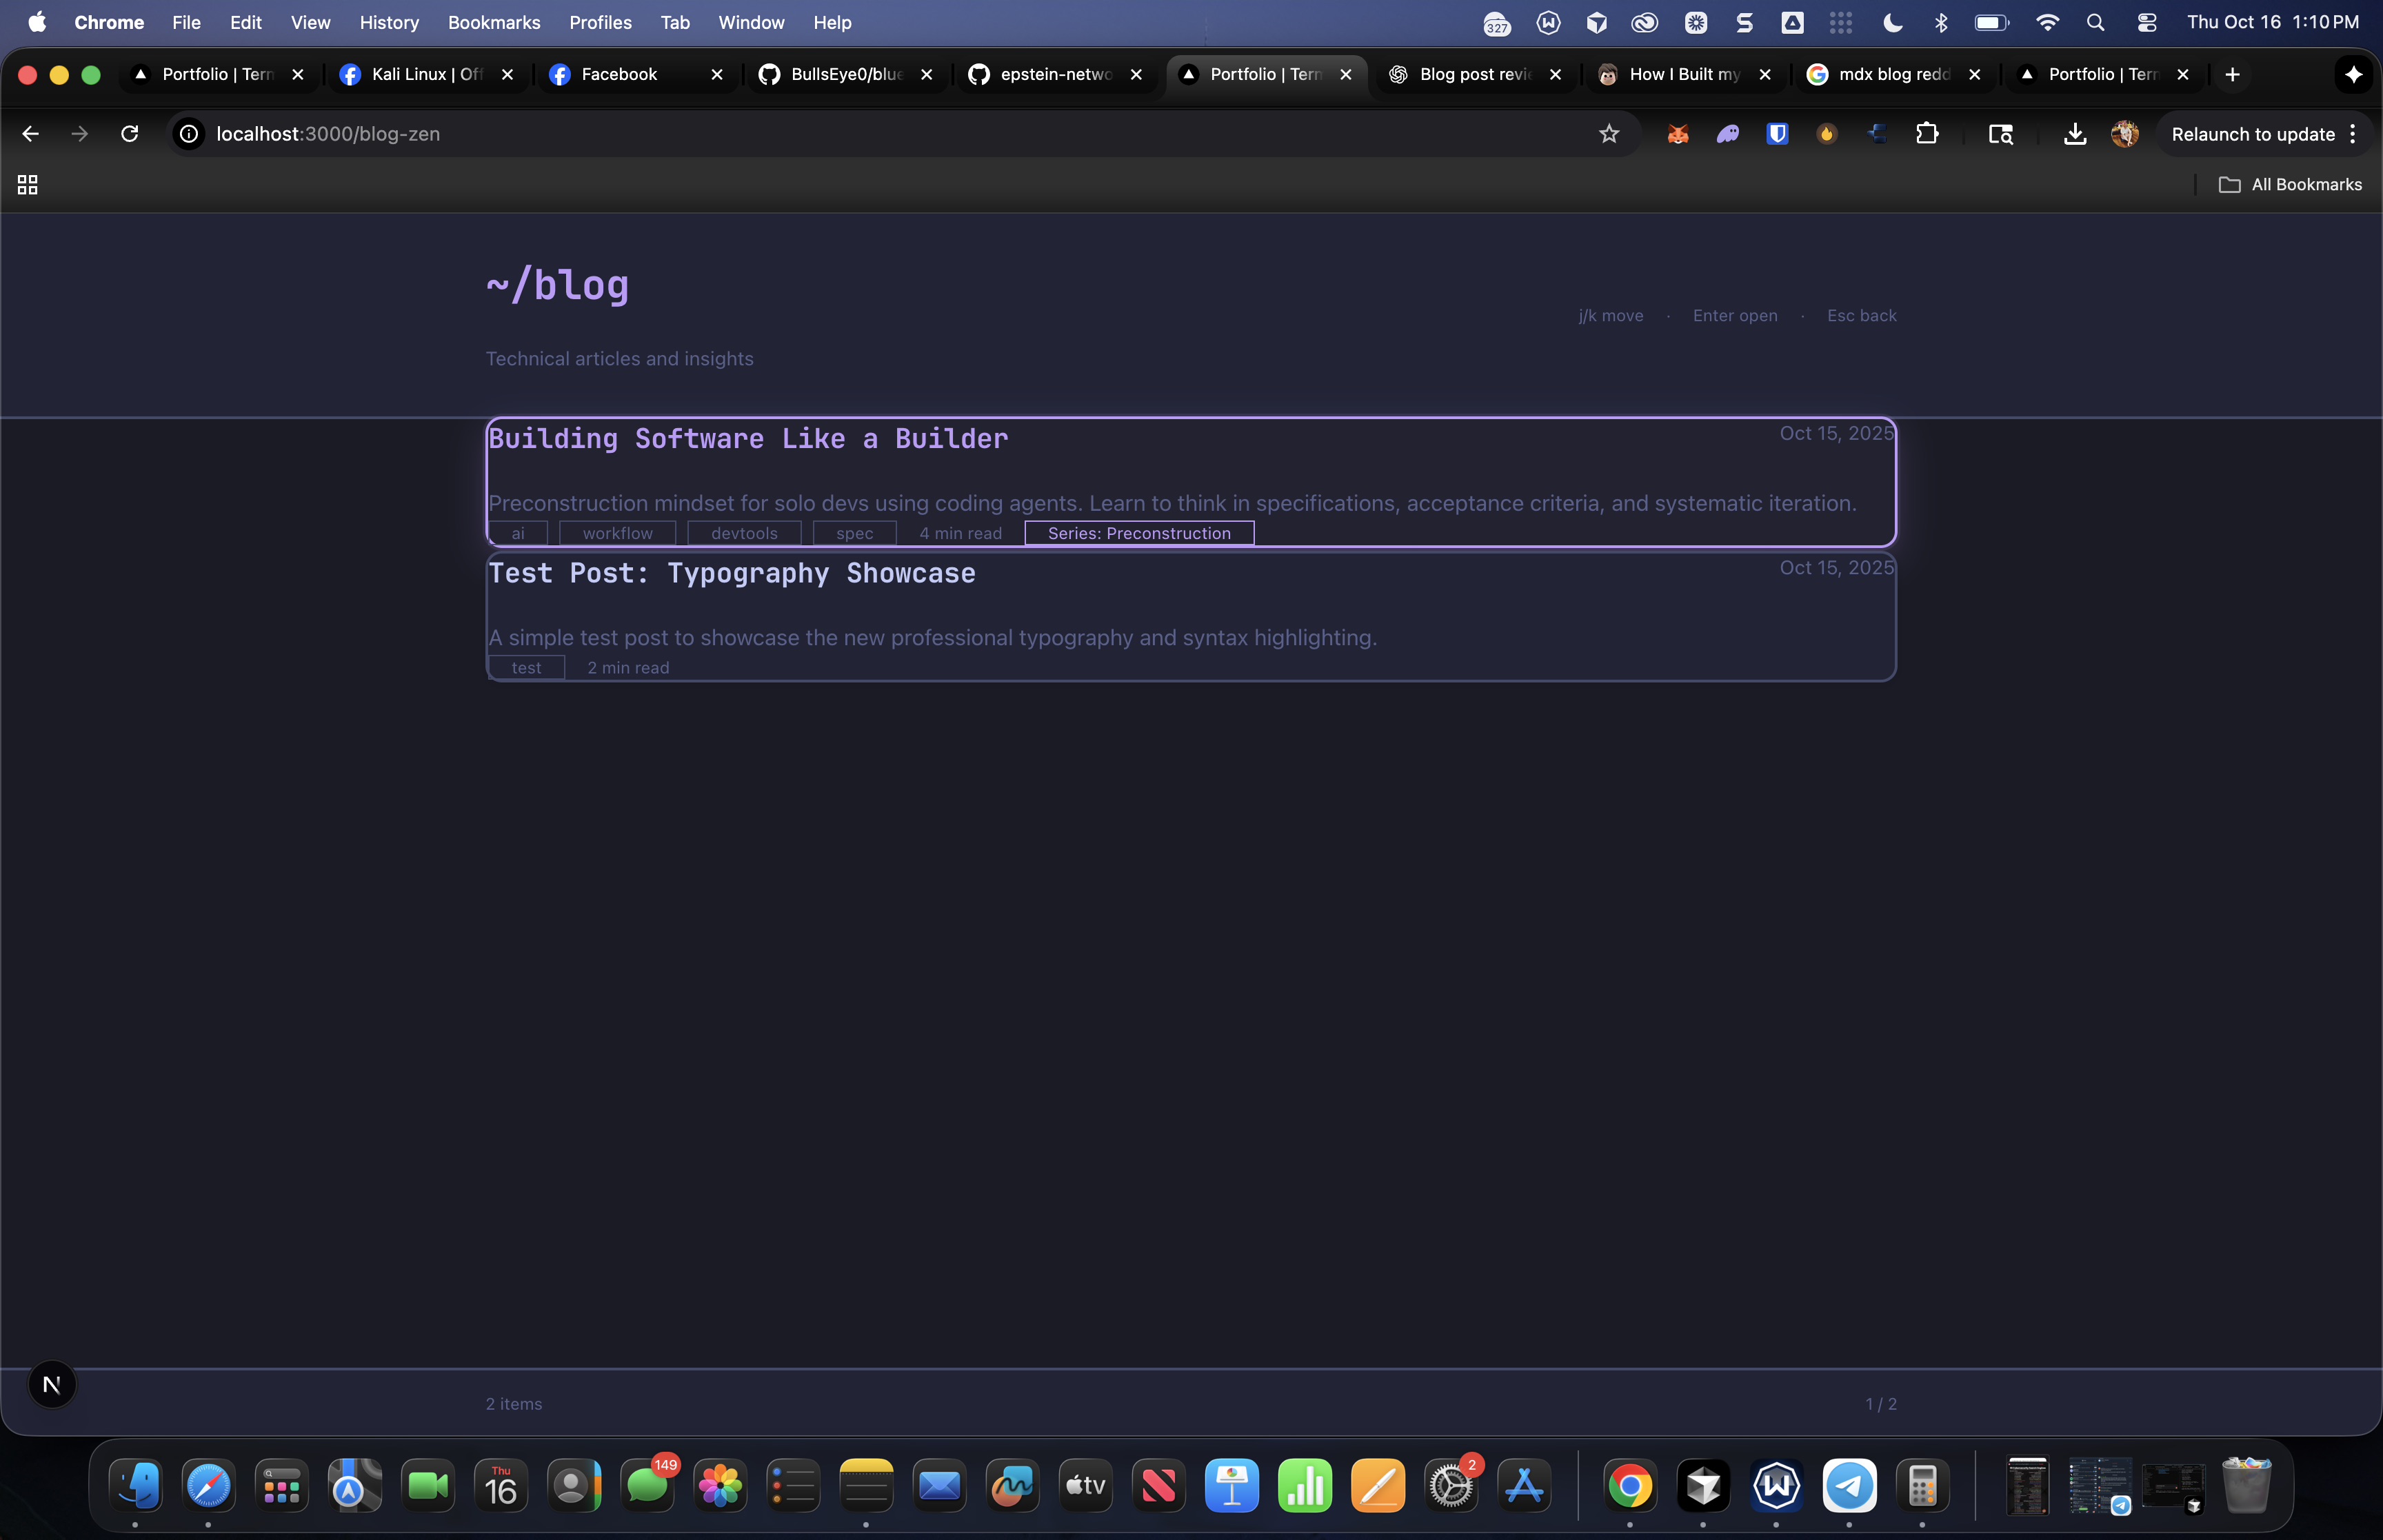 Chrome File Edit View History Bookmarks Profiles Tab Window Help 327 Thu Oct 16 1:10 PM
Portfolio | Tern Kali Linux | Off Facebook BullsEye0/blue epstein-netwo Portfolio | Tern Blog post revie How I Built my mdx blog redd Portfolio | Tern
localhost:3000/blog-zen Relaunch to update
All Bookmarks
~/blog
j/k move · Enter open · Esc back
Technical articles and insights
Building Software Like a Builder Oct 15, 2025
Preconstruction mindset for solo devs using coding agents. Learn to think in specifications, acceptance criteria, and systematic iteration.
ai workflow devtools spec 4 min read Series: Preconstruction
Test Post: Typography Showcase Oct 15, 2025
A simple test post to showcase the new professional typography and syntax highlighting.
test 2 min read
N
2 items 1 / 2
Thu
16
149
tv
2